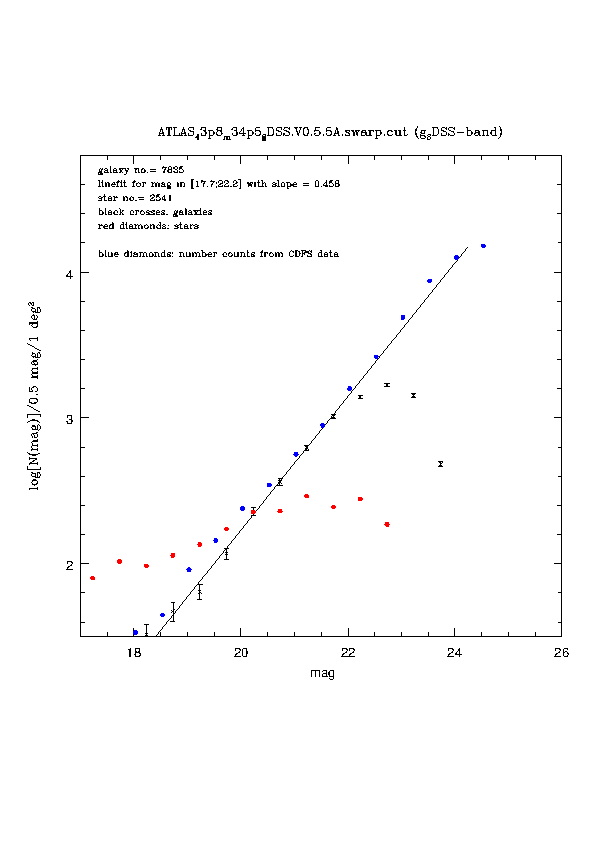 ATLAS_43p8_m34p5_gDSS.V0.5.5A.swarp.cut (g_SDSS-band)
galaxy no.= 7835
linefit for mag in [17.7;22.2] with slope = 0.458
star no.= 2541
black crosses: galaxies
red diamonds: stars
blue diamonds: number counts from CDFS data
log[N(mag)]/0.5 mag/1 deg²
4
3
2
18 20 22 24 26
mag